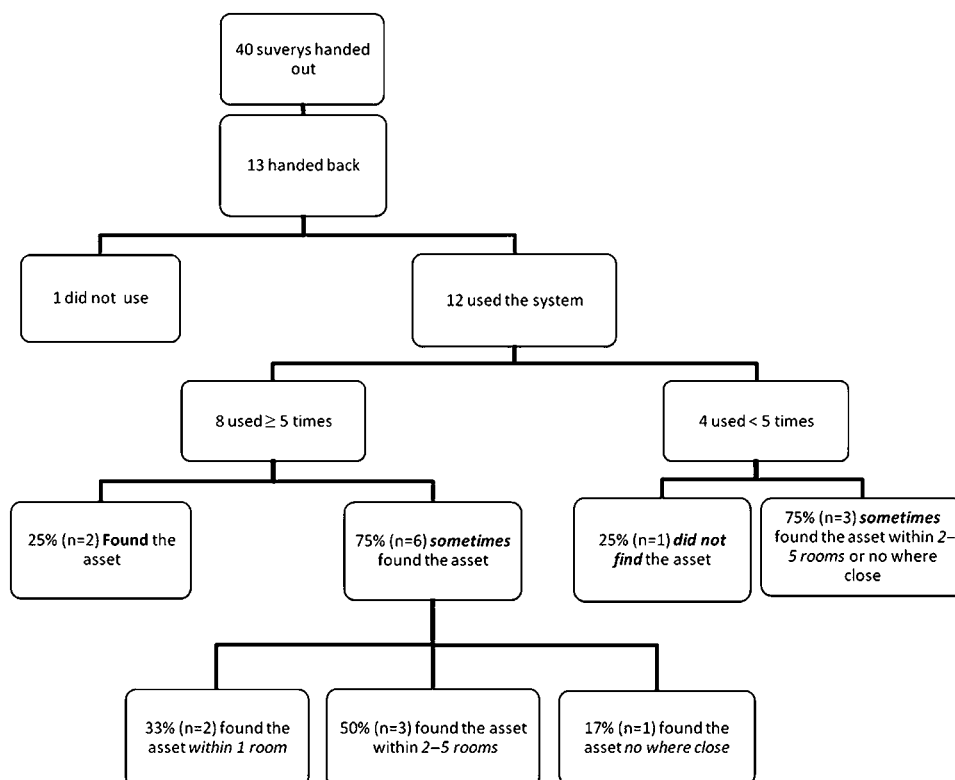 40 suverys handed
out
13 handed back
1 did not use
12 used the system
8 used ≥ 5 times
4 used < 5 times
25% (n=2) Found the
asset
75% (n=6) sometimes
found the asset
25% (n=1) did not
find the asset
75% (n=3) sometimes
found the asset within 2–
5 rooms or no where
close
33% (n=2) found the
asset within 1 room
50% (n=3) found the asset
within 2–5 rooms
17% (n=1) found the
asset no where close